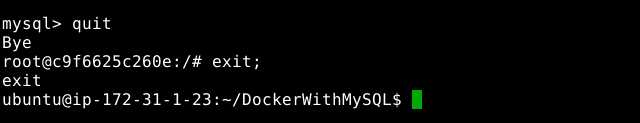 mysql> quit
Bye
root@c9f6625c260e:/# exit;
exit
ubuntu@ip-172-31-1-23:~/DockerWithMySQL$